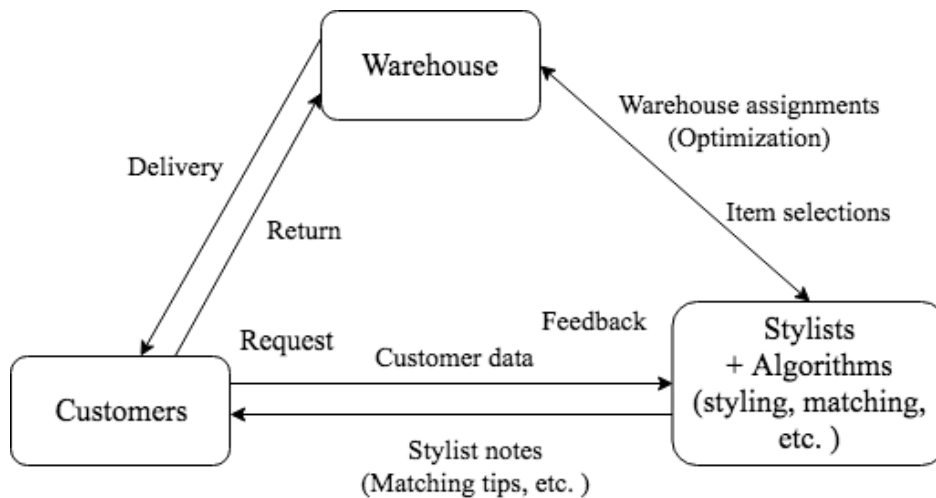 Warehouse
Warehouse assignments
(Optimization)
Delivery
Item selections
Return
Feedback
Request
Customer data
Stylists
+ Algorithms
(styling, matching,
etc. )
Customers
Stylist notes
(Matching tips, etc. )